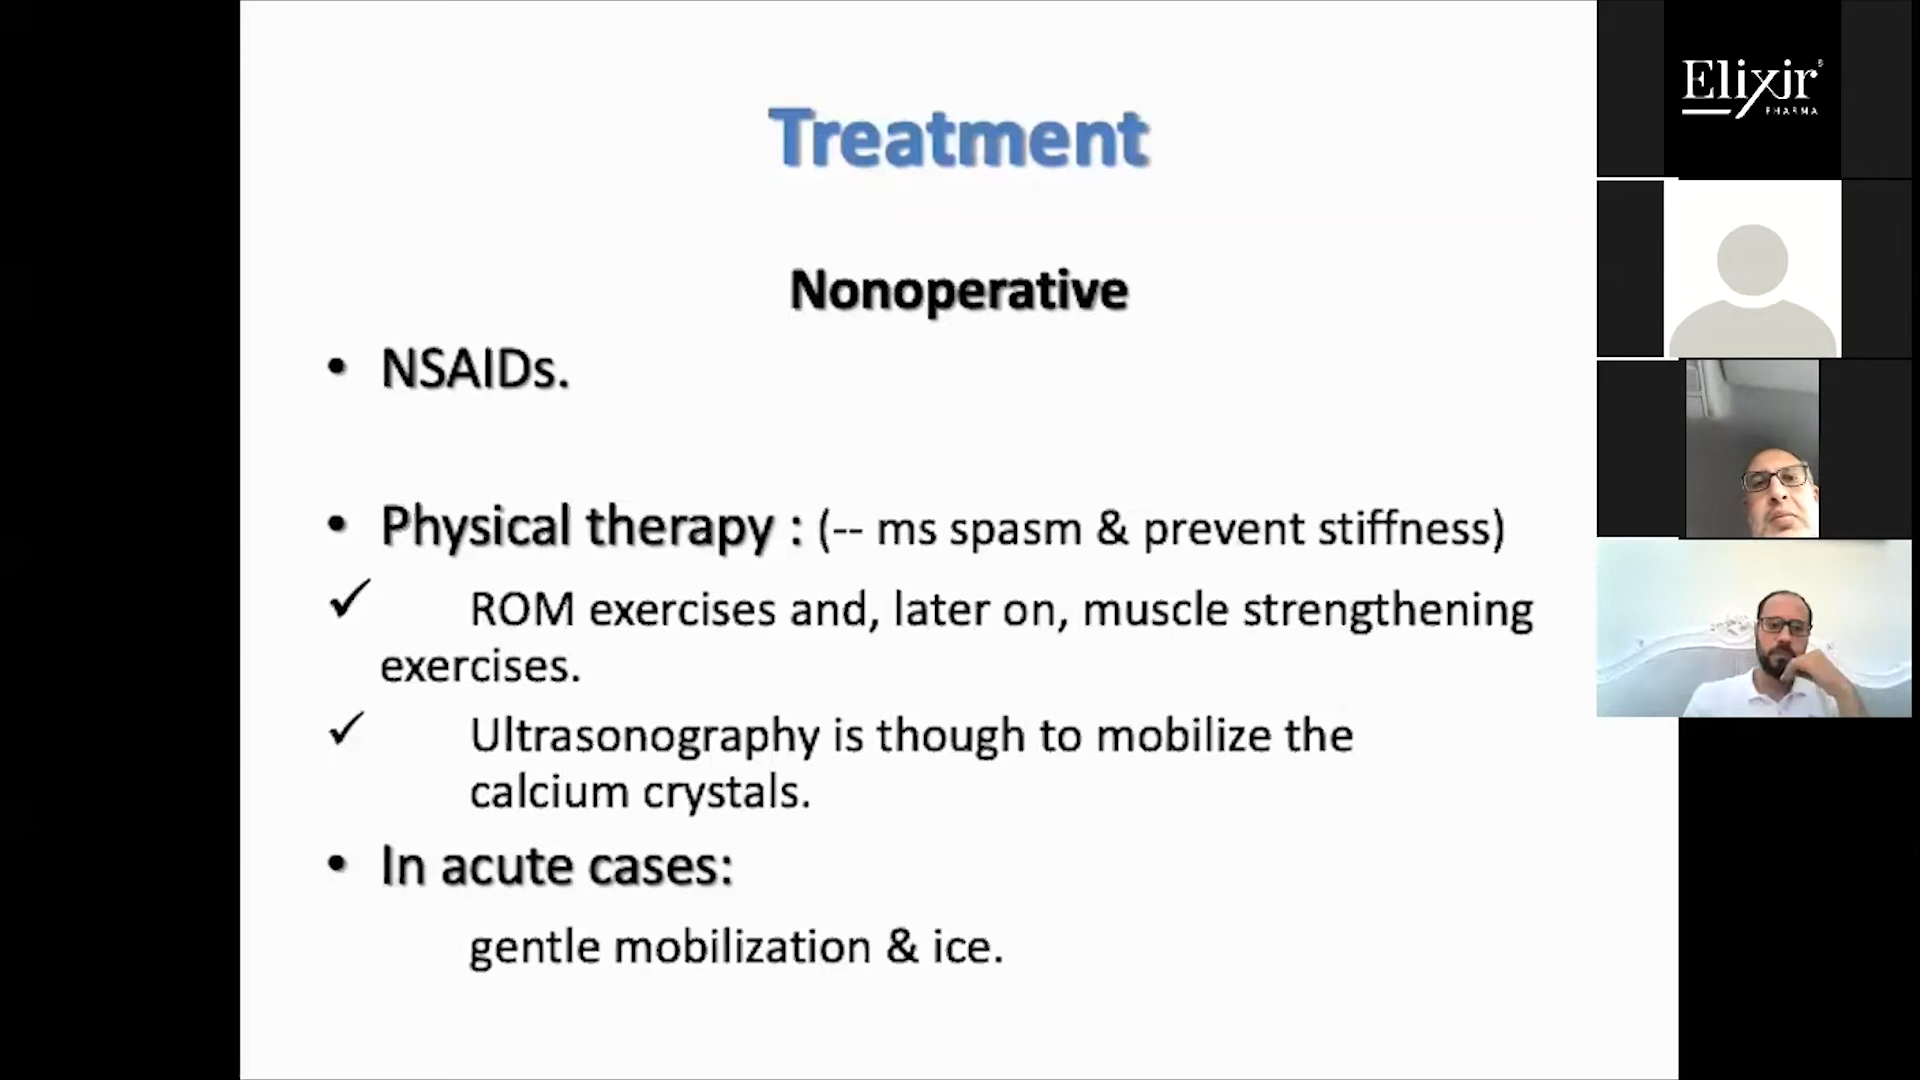 Treatment
Nonoperative
• NSAIDs.
• Physical therapy : (-- ms spasm & prevent stiffness)
✓ ROM exercises and, later on, muscle strengthening
exercises.
✓ Ultrasonography is though to mobilize the
calcium crystals.
• In acute cases:
gentle mobilization & ice.
Elixir
PHARMA